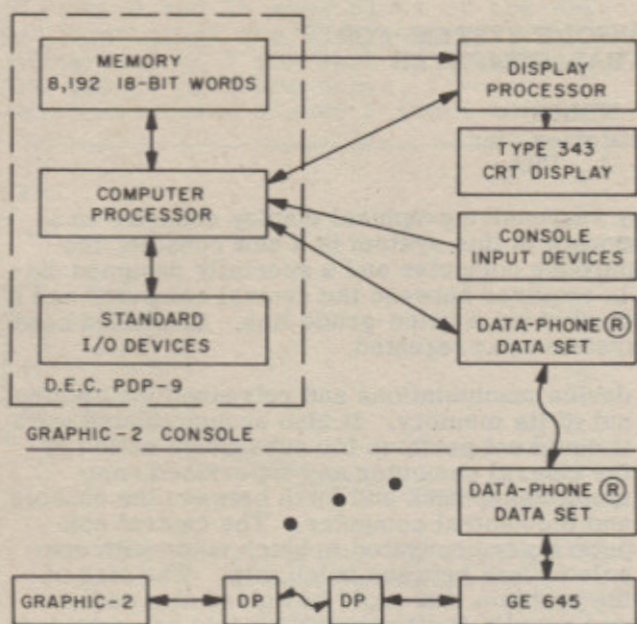 MEMORY
8,192 18-BIT WORDS
DISPLAY
PROCESSOR
TYPE 343
CRT DISPLAY
COMPUTER
PROCESSOR
CONSOLE
INPUT DEVICES
STANDARD
I/O DEVICES
DATA-PHONE®
DATA SET
D.E.C. PDP-9
GRAPHIC-2 CONSOLE
DATA-PHONE®
DATA SET
GRAPHIC-2
DP
DP
GE 645